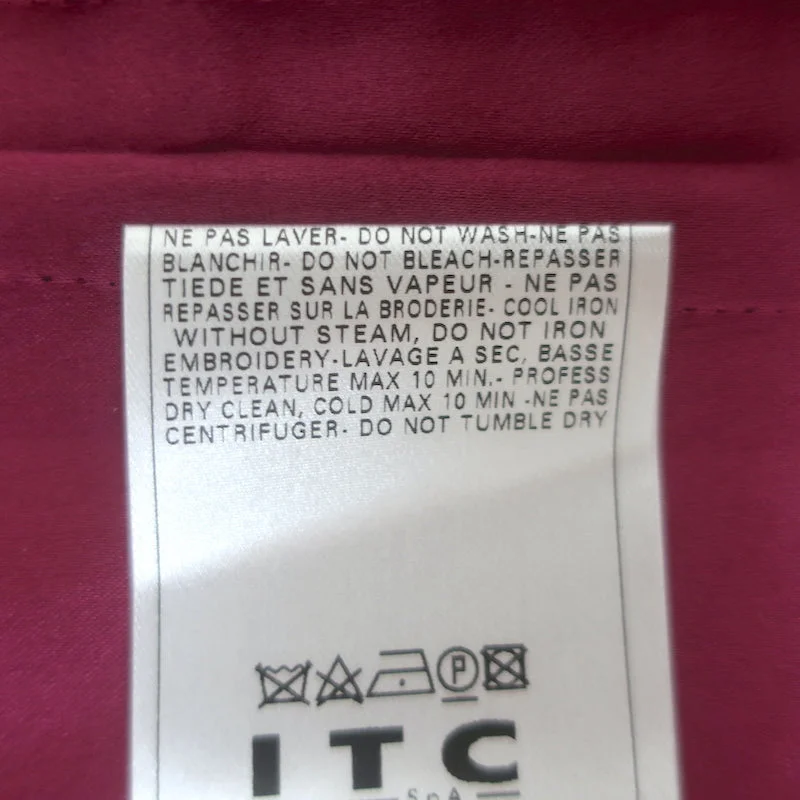 NE PAS LAVER- DO NOT WASH-NE PAS
BLANCHIR- DO NOT BLEACH-REPASSER
TIEDE ET SANS VAPEUR - NE PAS
REPASSER SUR LA BRODERIE- COOL IRON
WITHOUT STEAM, DO NOT IRON
EMBROIDERY-LAVAGE A SEC, BASSE
TEMPERATURE MAX 10 MIN.- PROFESS
DRY CLEAN, COLD MAX 10 MIN -NE PAS
CENTRIFUGER- DO NOT TUMBLE DRY
P
ITC
SpA